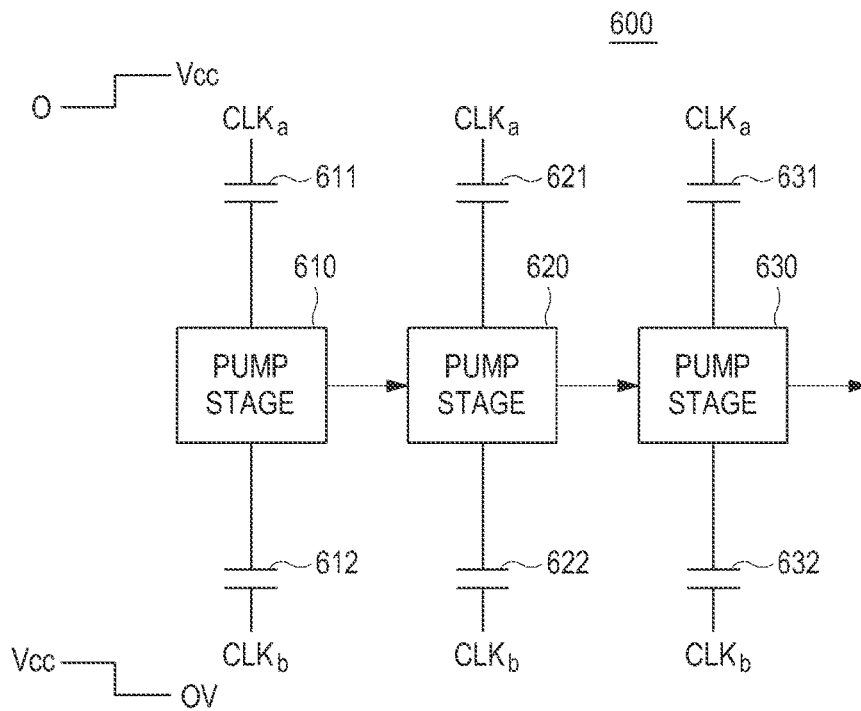 600
Vcc
O
CLKa CLKa CLKa
611 621 631
610 620 630
PUMP STAGE PUMP STAGE PUMP STAGE
612 622 632
CLKb CLKb CLKb
Vcc
OV